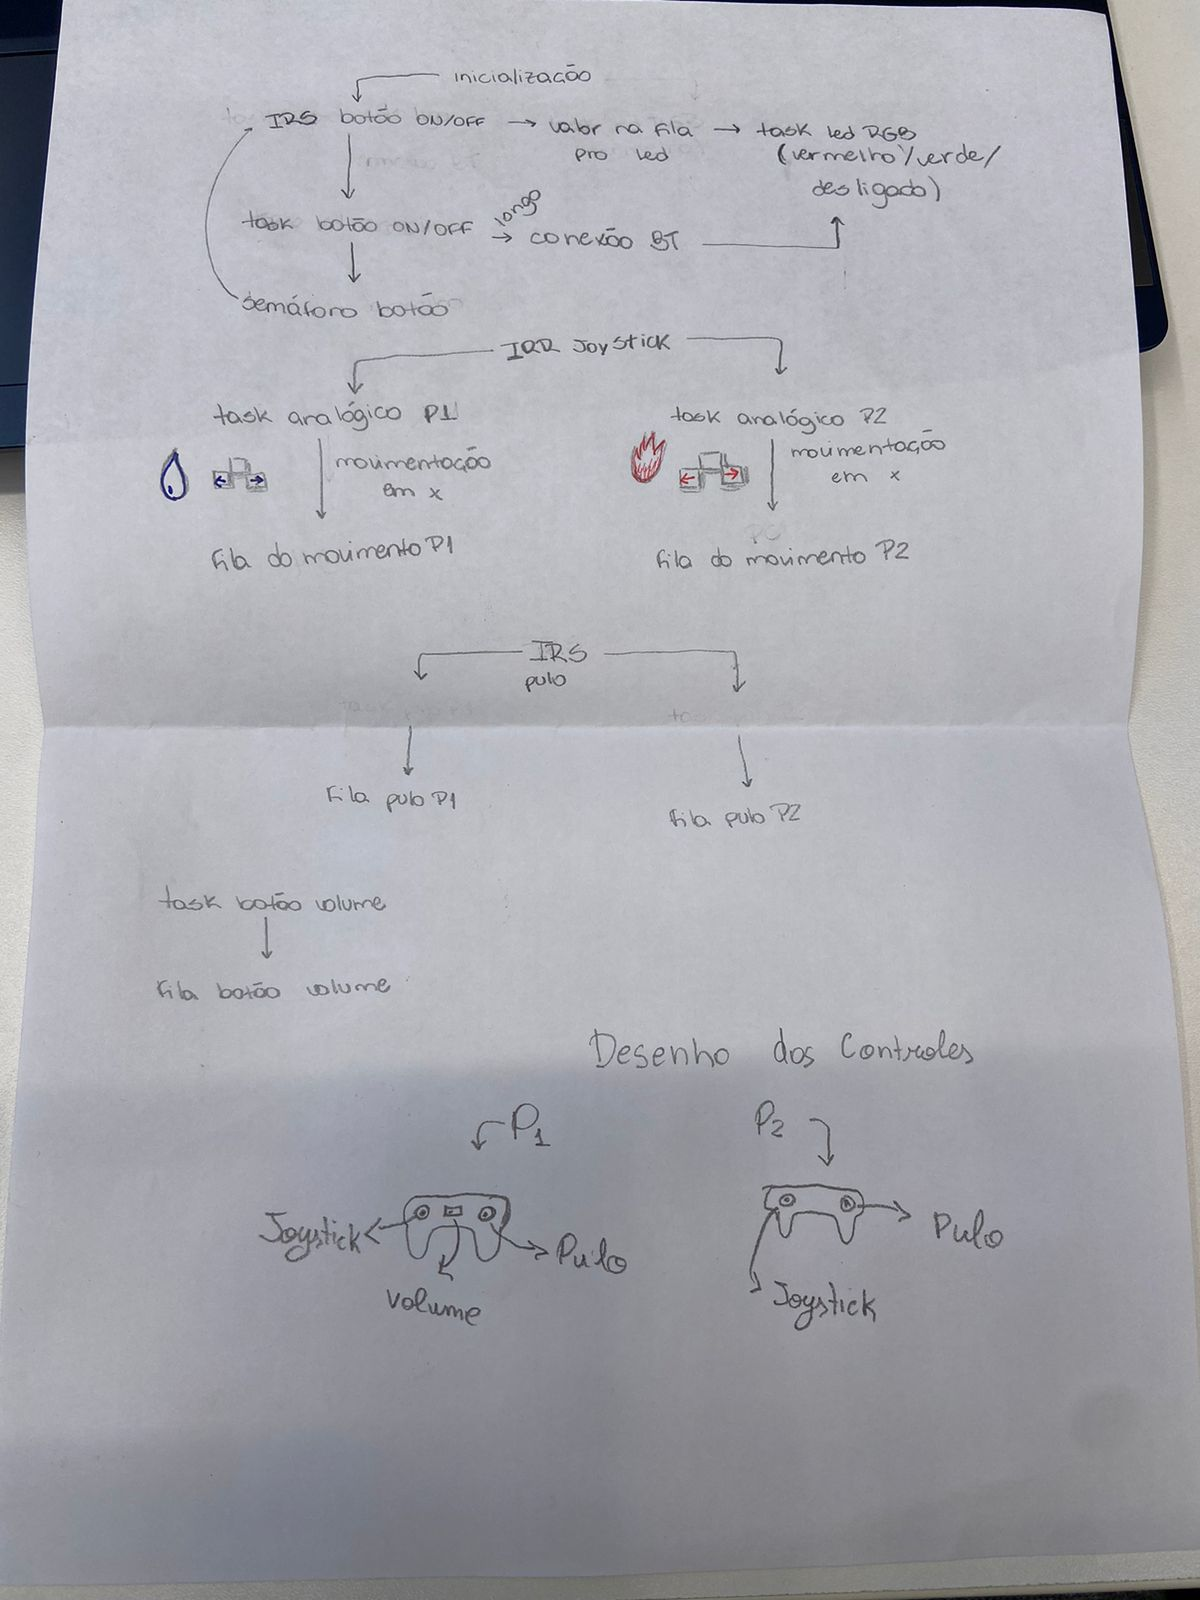 inicialização
IRS botão ON/OFF → valor na fila → task led RGB
pro led (vermelho/verde/
desligado)
longo
task botão ON/OFF → conexão BT
semáforo botão
IRR Joystick
task analógico P1 task analógico P2
movimentação movimentação
em x em x
fila do movimento P1 fila do movimento P2
IRS
pulo
fila pulo P1 fila pulo P2
task botão volume
fila botão volume
Desenho dos Controles
P1 P2
Joystick Pulo Pulo
volume Joystick